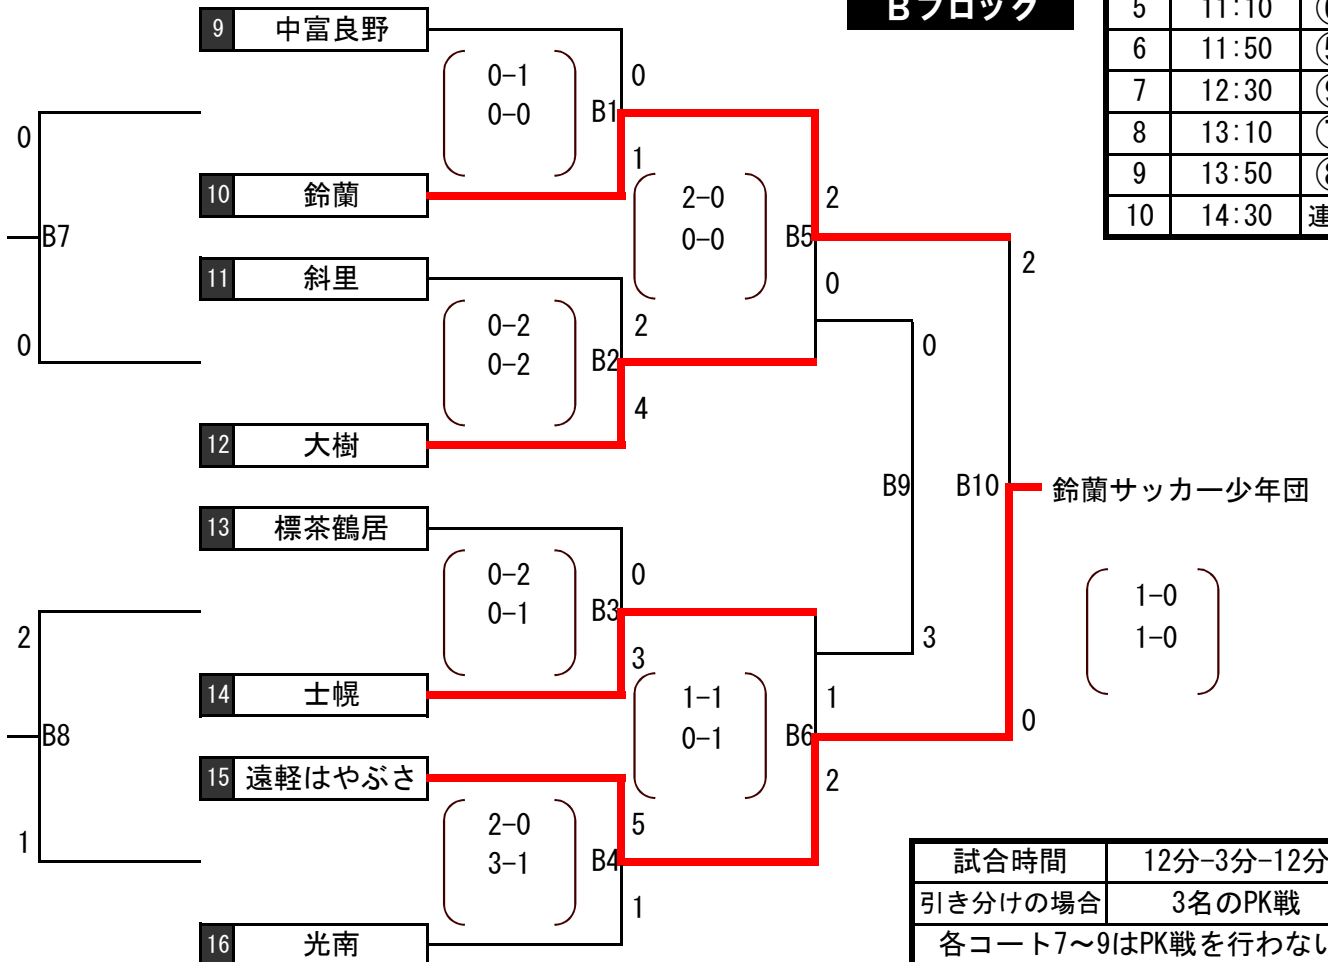 Bブロック
5 11:10
6 11:50
7 12:30
8 13:10
9 13:50
10 14:30 連
9 中富良野
0-1
0-0
B1
0
1
10 鈴蘭
0
B7
0
11 斜里
0-2
0-2
B2
2
4
12 大樹
2-0
0-0
B5
2
0
13 標茶鶴居
0-2
0-1
B3
0
3
14 士幌
2
B8
1
15 遠軽はやぶさ
2-0
3-1
B4
5
1
16 光南
1-1
0-1
B6
1
2
0
B9
3
2
B10
0
鈴蘭サッカー少年団
1-0
1-0
試合時間 12分-3分-12分
引き分けの場合 3名のPK戦
各コート7〜9はPK戦を行わない